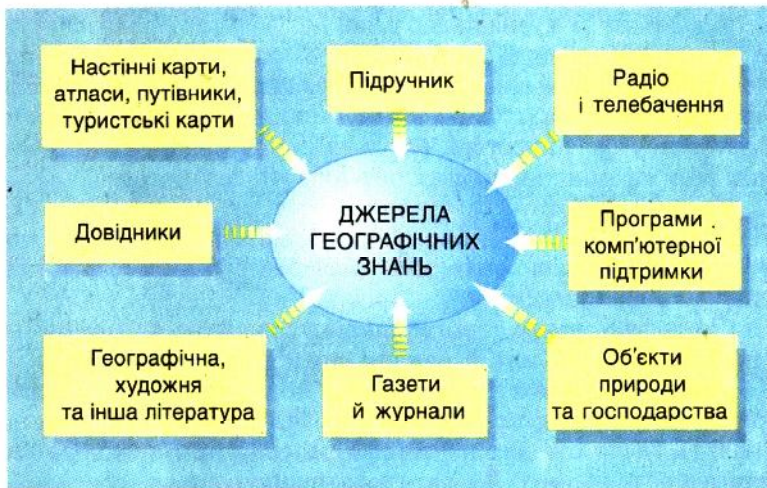 Настінні карти,
атласи, путівники,
туристські карти
Підручник
Радіо
і телебачення
Довідники
ДЖЕРЕЛА
ГЕОГРАФІЧНИХ
ЗНАНЬ
Програми
комп'ютерної
підтримки
Географічна,
художня
та інша література
Газети
й журнали
Об'єкти
природи
та господарства